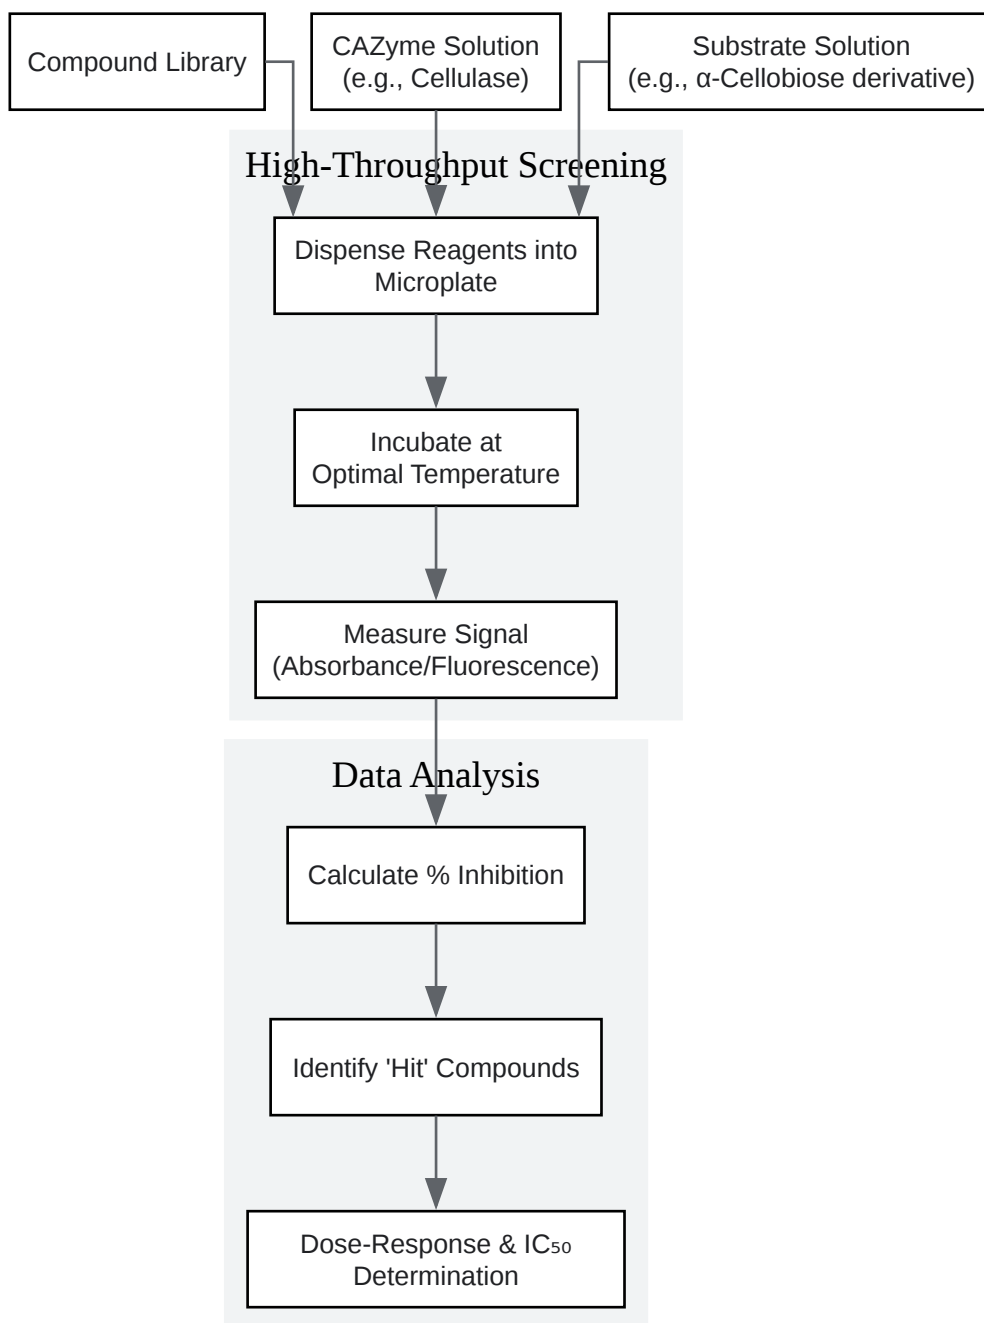 Compound Library
CAZyme Solution
(e.g., Cellulase)
Substrate Solution
(e.g., α-Cellobiose derivative)
High-Throughput Screening
Dispense Reagents into
Microplate
Incubate at
Optimal Temperature
Measure Signal
(Absorbance/Fluorescence)
Data Analysis
Calculate % Inhibition
Identify 'Hit' Compounds
Dose-Response & IC₅₀
Determination